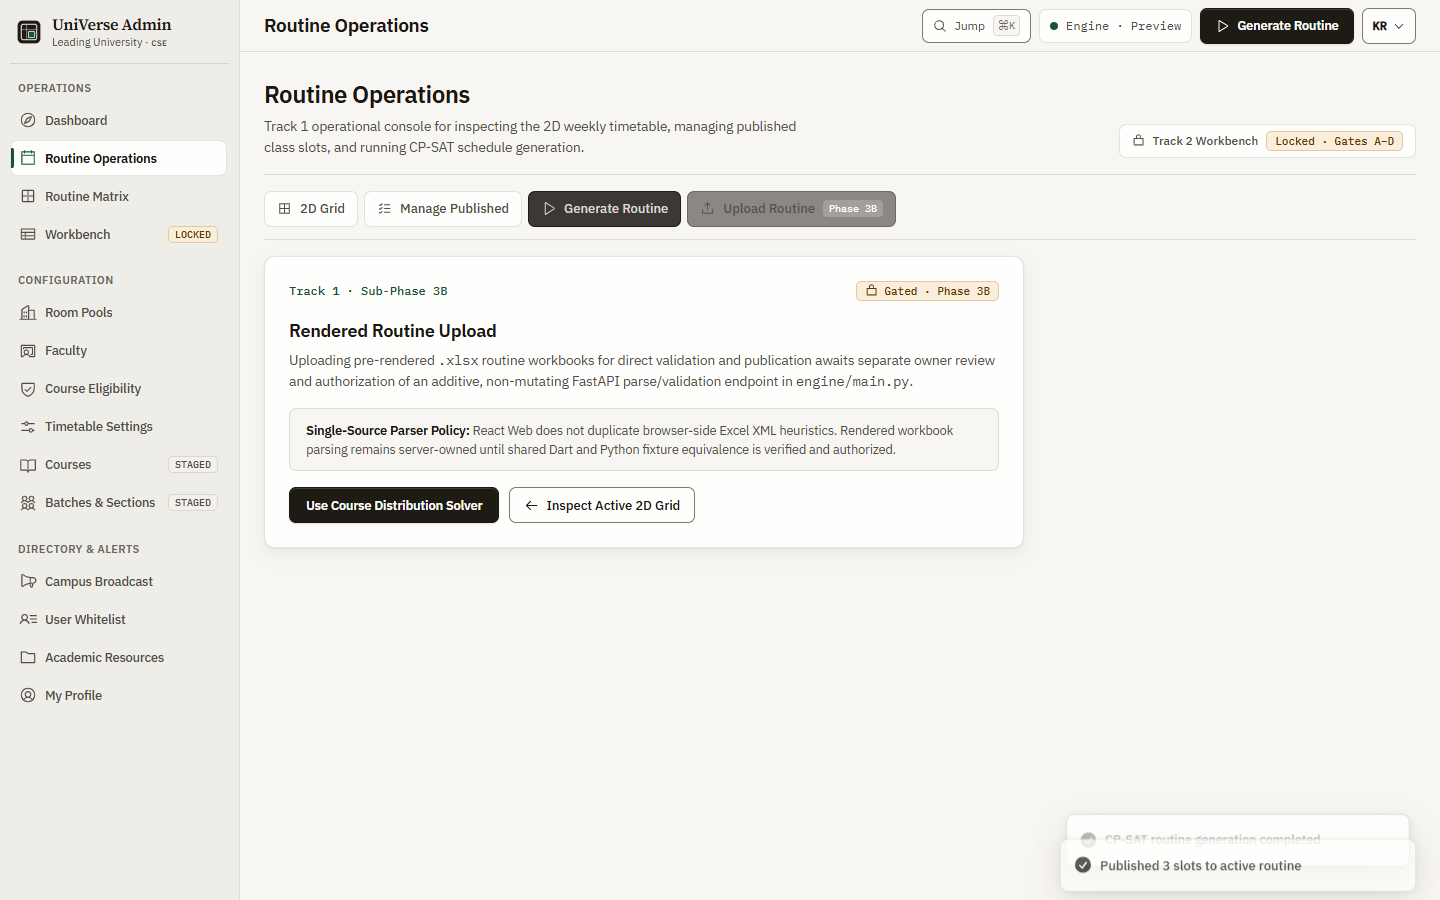 UniVerse Admin
Leading University · CSE
OPERATIONS
Dashboard
Routine Operations
Routine Matrix
Workbench LOCKED
CONFIGURATION
Room Pools
Faculty
Course Eligibility
Timetable Settings
Courses STAGED
Batches & Sections STAGED
DIRECTORY & ALERTS
Campus Broadcast
User Whitelist
Academic Resources
My Profile
Routine Operations
Jump ⌘K
Engine · Preview
Generate Routine
KR
Routine Operations
Track 1 operational console for inspecting the 2D weekly timetable, managing published
class slots, and running CP-SAT schedule generation.
Track 2 Workbench Locked · Gates A–D
2D Grid
Manage Published
Generate Routine
Upload Routine Phase 3B
Track 1 · Sub-Phase 3B
Gated · Phase 3B
Rendered Routine Upload
Uploading pre-rendered .xlsx routine workbooks for direct validation and publication awaits separate owner review
and authorization of an additive, non-mutating FastAPI parse/validation endpoint in engine/main.py.
Single-Source Parser Policy: React Web does not duplicate browser-side Excel XML heuristics. Rendered workbook
parsing remains server-owned until shared Dart and Python fixture equivalence is verified and authorized.
Use Course Distribution Solver
Inspect Active 2D Grid
CP-SAT routine generation completed
Published 3 slots to active routine